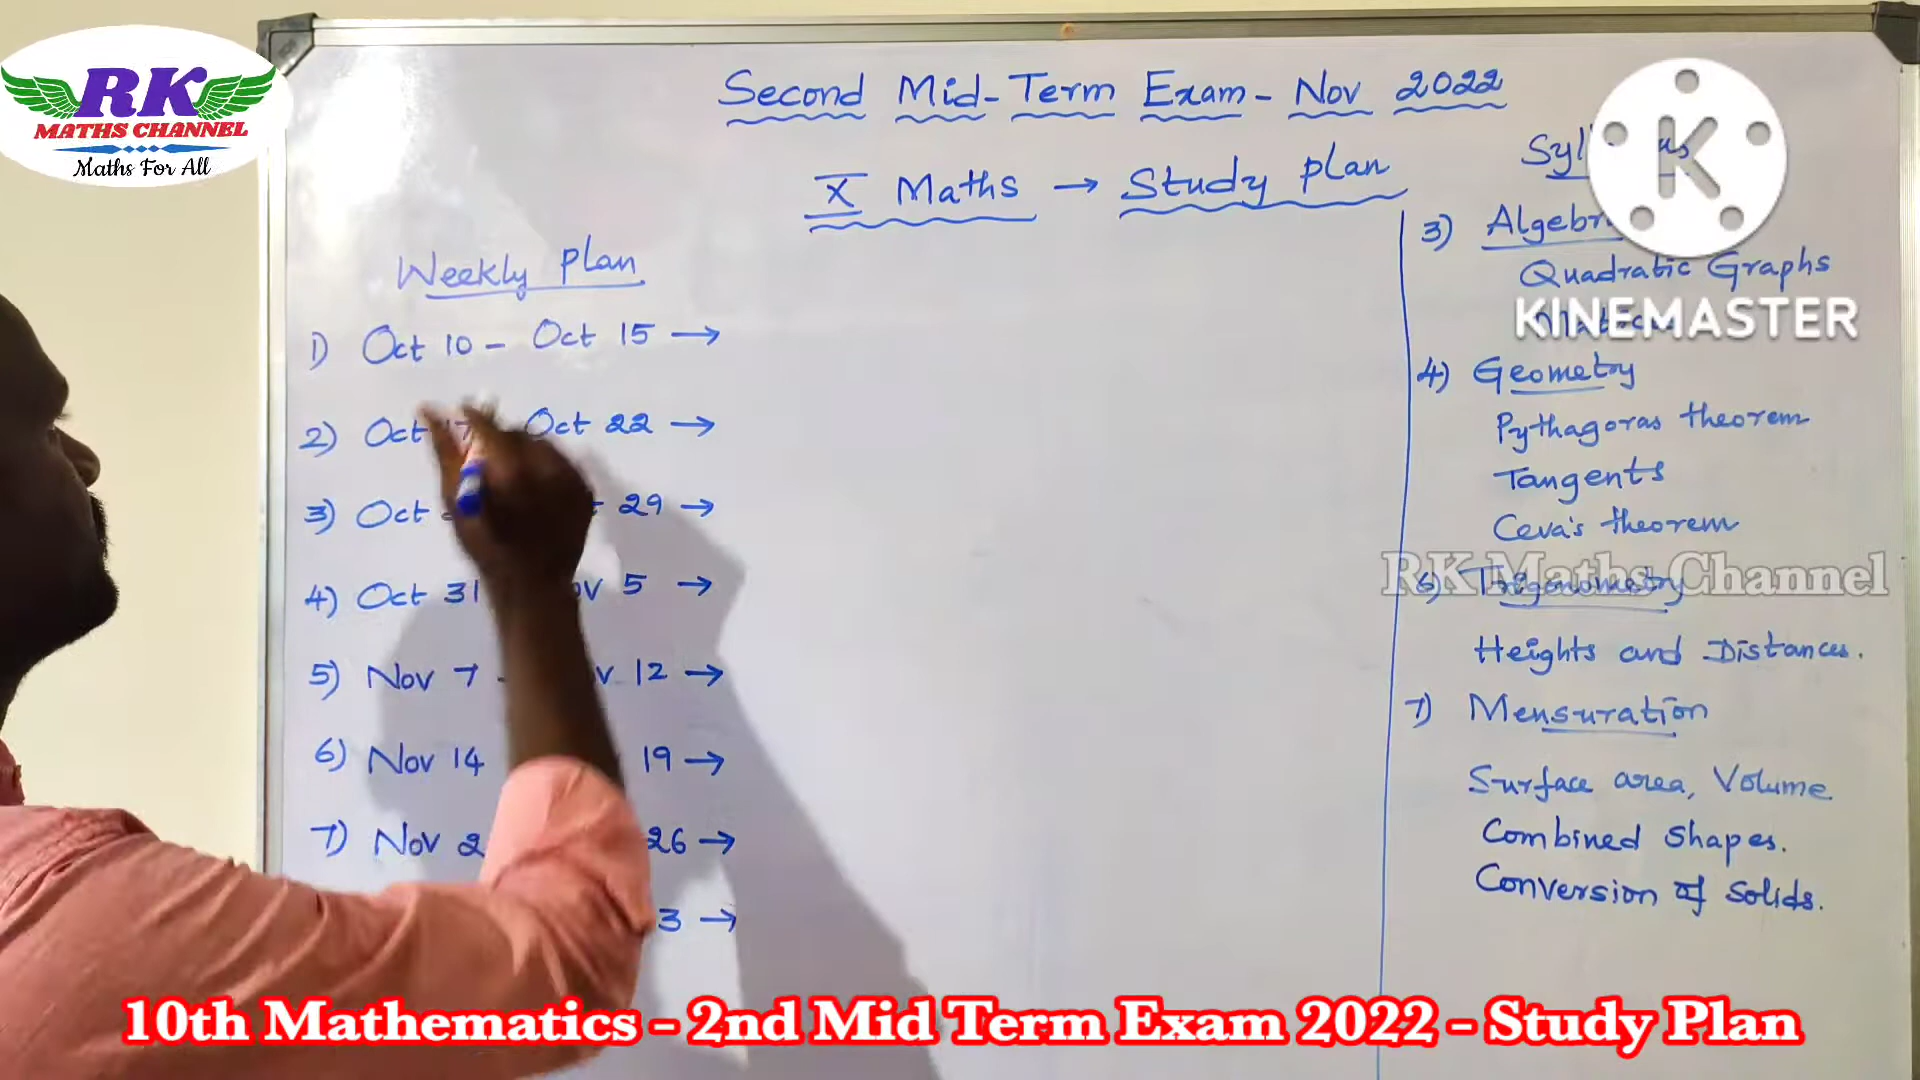 RK
MATHS CHANNEL
Maths For All
Second Mid-Term Exam - Nov 2022
X Maths → Study plan
Weekly Plan
1) Oct 10 - Oct 15 →
2) Oct 17 Oct 22 →
3) Oct 29 →
4) Oct 31 5 →
5) Nov 7 - 12 →
6) Nov 14 19 →
7) Nov 26 →
3 →
3) Algebra
Quadratic Graphs
KINEMASTER
4) Geometry
Pythagoras theorem
Tangents
Ceva's theorem
RK Maths Channel
6) Trigonometry
Heights and Distances.
7) Mensuration
Surface area, Volume
Combined Shapes.
Conversion of Solids.
10th Mathematics - 2nd Mid Term Exam 2022 - Study Plan